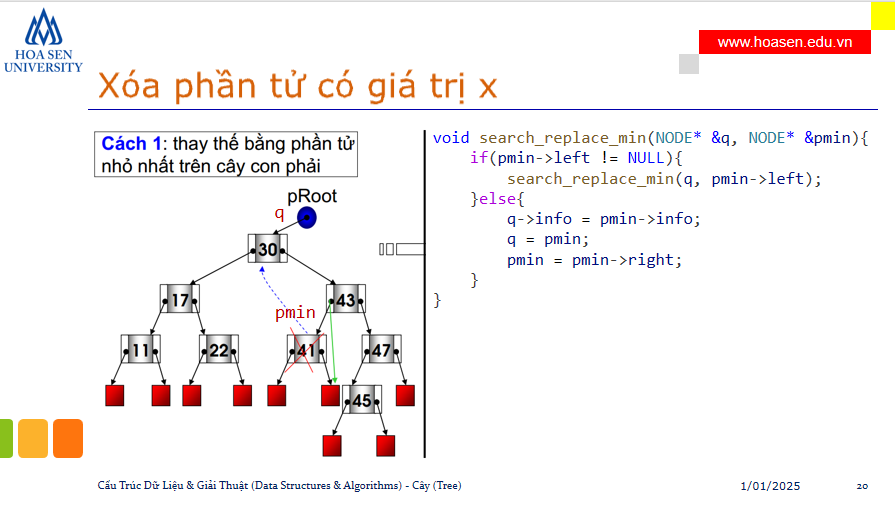 HOA SEN
UNIVERSITY
www.hoasen.edu.vn
Xóa phần tử có giá trị x
Cách 1: thay thế bằng phần tử
nhỏ nhất trên cây con phải
pRoot
q
30
17
43
pmin
11
22
41
47
45
void search_replace_min(NODE* &q, NODE* &pmin){
if(pmin->left != NULL){
search_replace_min(q, pmin->left);
}else{
q->info = pmin->info;
q = pmin;
pmin = pmin->right;
}
}
Cấu Trúc Dữ Liệu & Giải Thuật (Data Structures & Algorithms) - Cây (Tree)
1/01/2025
20